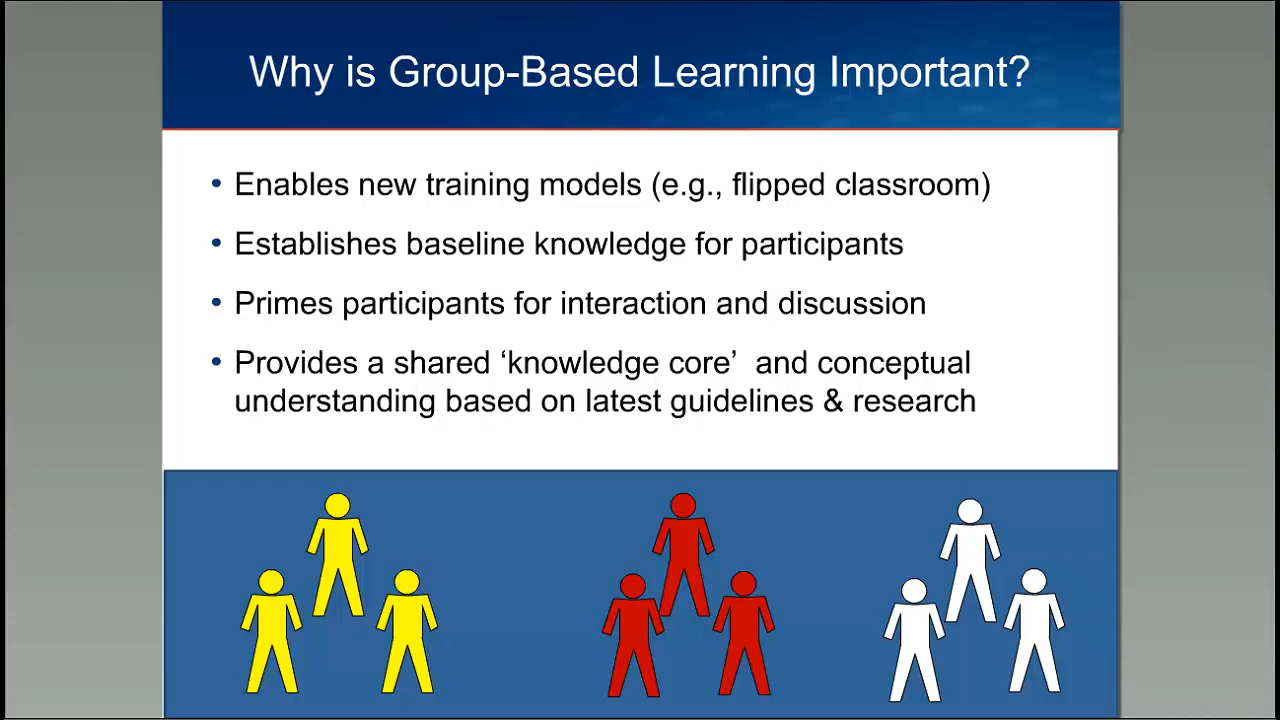 Why is Group-Based Learning Important?
• Enables new training models (e.g., flipped classroom)
• Establishes baseline knowledge for participants
• Primes participants for interaction and discussion
• Provides a shared ‘knowledge core’  and conceptual
understanding based on latest guidelines & research